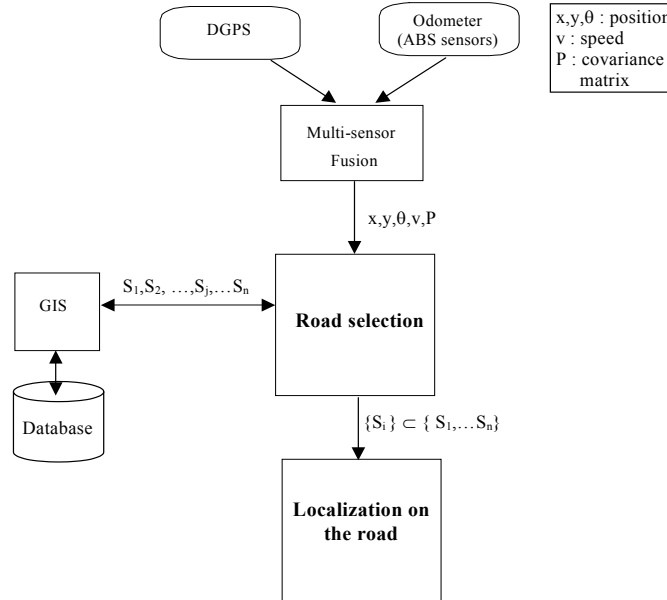 DGPS
Odometer
(ABS sensors)
x,y,θ : position
v : speed
P : covariance
matrix
Multi-sensor
Fusion
x,y,θ,v,P
S₁,S₂, …,Sⱼ,…Sₙ
GIS
Road selection
Database
{Sᵢ} ⊂ { S₁,…Sₙ}
Localization on
the road